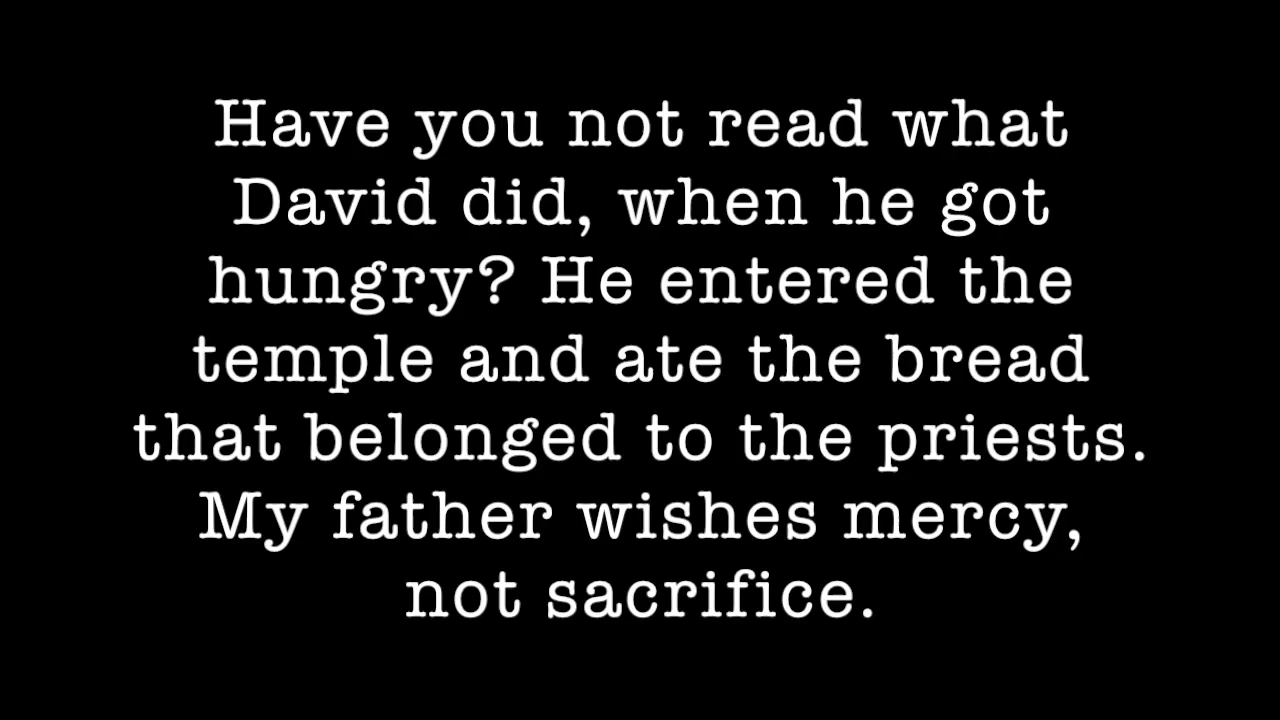 Have you not read what
David did, when he got
hungry? He entered the
temple and ate the bread
that belonged to the priests.
My father wishes mercy,
not sacrifice.